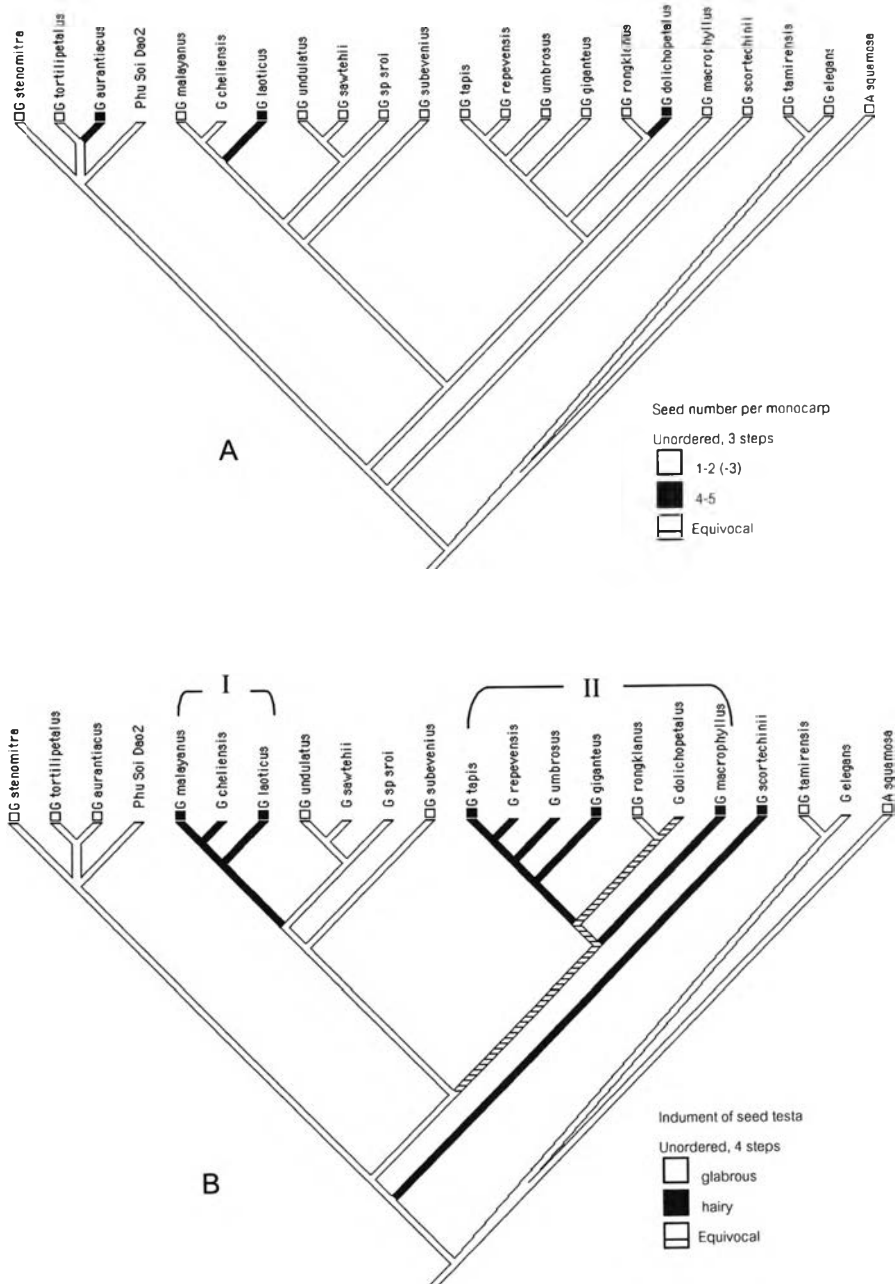 G stenomitra
G tortilipetalus
G aurantiacus
Phu Soi Dao2
G malayanus
G cheliensis
G laoticus
G undulatus
G sawtehii
G sp sroi
G subevenius
G tapis
G repevensis
G umbrosus
G giganteus
G rongklanus
G dolichopetalus
G macrophyllus
G scortechinii
G tamirensis
G elegans
A squamosa
A
Seed number per monocarp
Unordered, 3 steps
1-2 (-3)
4-5
Equivocal
I
II
G stenomitra
G tortilipetalus
G aurantiacus
Phu Soi Dao2
G malayanus
G cheliensis
G laoticus
G undulatus
G sawtehii
G sp sroi
G subevenius
G tapis
G repevensis
G umbrosus
G giganteus
G rongklanus
G dolichopetalus
G macrophyllus
G scortechinii
G tamirensis
G elegans
A squamosa
B
Indument of seed testa
Unordered, 4 steps
glabrous
hairy
Equivocal